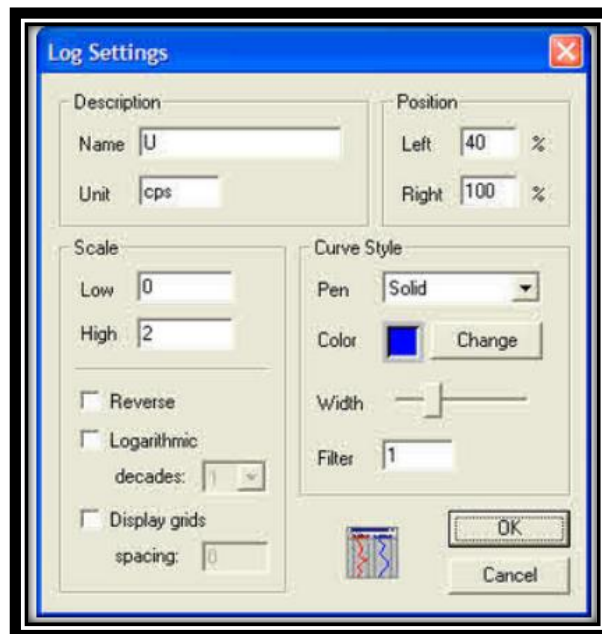 Log Settings
Description
Name U
Unit cps
Position
Left 40 %
Right 100 %
Scale
Low 0
High 2
Reverse
Logarithmic
decades: 1
Display grids
spacing: 0
Curve Style
Pen Solid
Color Change
Width
Filter 1
OK
Cancel